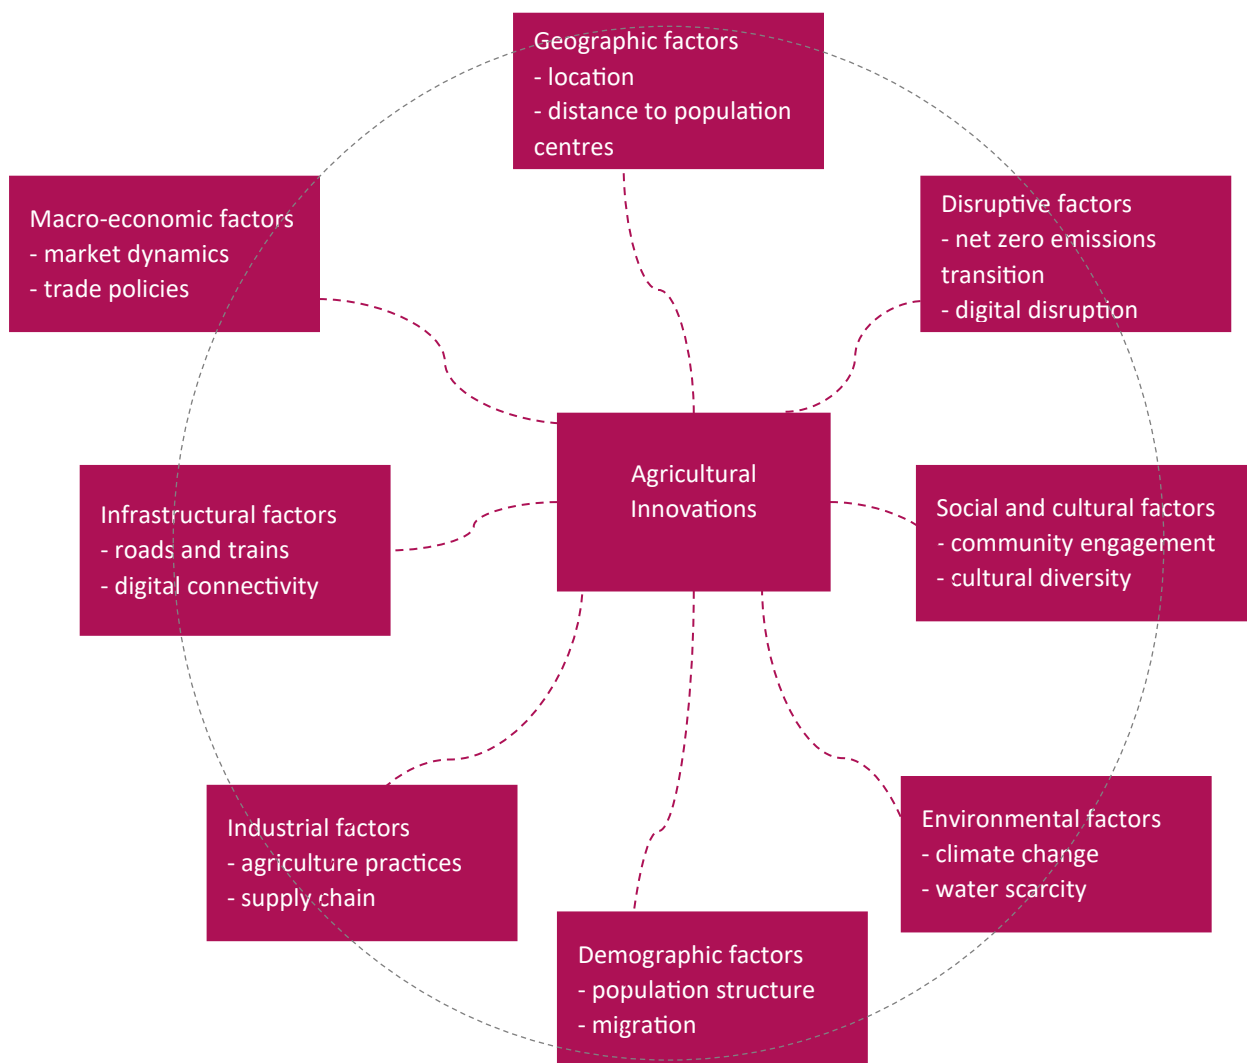 Geographic factors
- location
- distance to population
centres
Macro-economic factors
- market dynamics
- trade policies
Disruptive factors
- net zero emissions
transition
- digital disruption
Agricultural
Innovations
Infrastructural factors
- roads and trains
- digital connectivity
Social and cultural factors
- community engagement
- cultural diversity
Industrial factors
- agriculture practices
- supply chain
Environmental factors
- climate change
- water scarcity
Demographic factors
- population structure
- migration